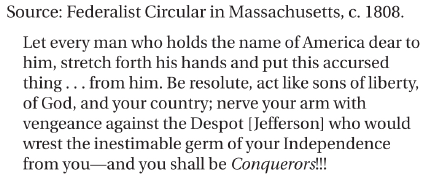 Source: Federalist Circular in Massachusetts, c. 1808.
Let every man who holds the name of America dear to
him, stretch forth his hands and put this accursed
thing . . . from him. Be resolute, act like sons of liberty,
of God, and your country; nerve your arm with
vengeance against the Despot [Jefferson] who would
wrest the inestimable germ of your Independence
from you—and you shall be Conquerors!!!